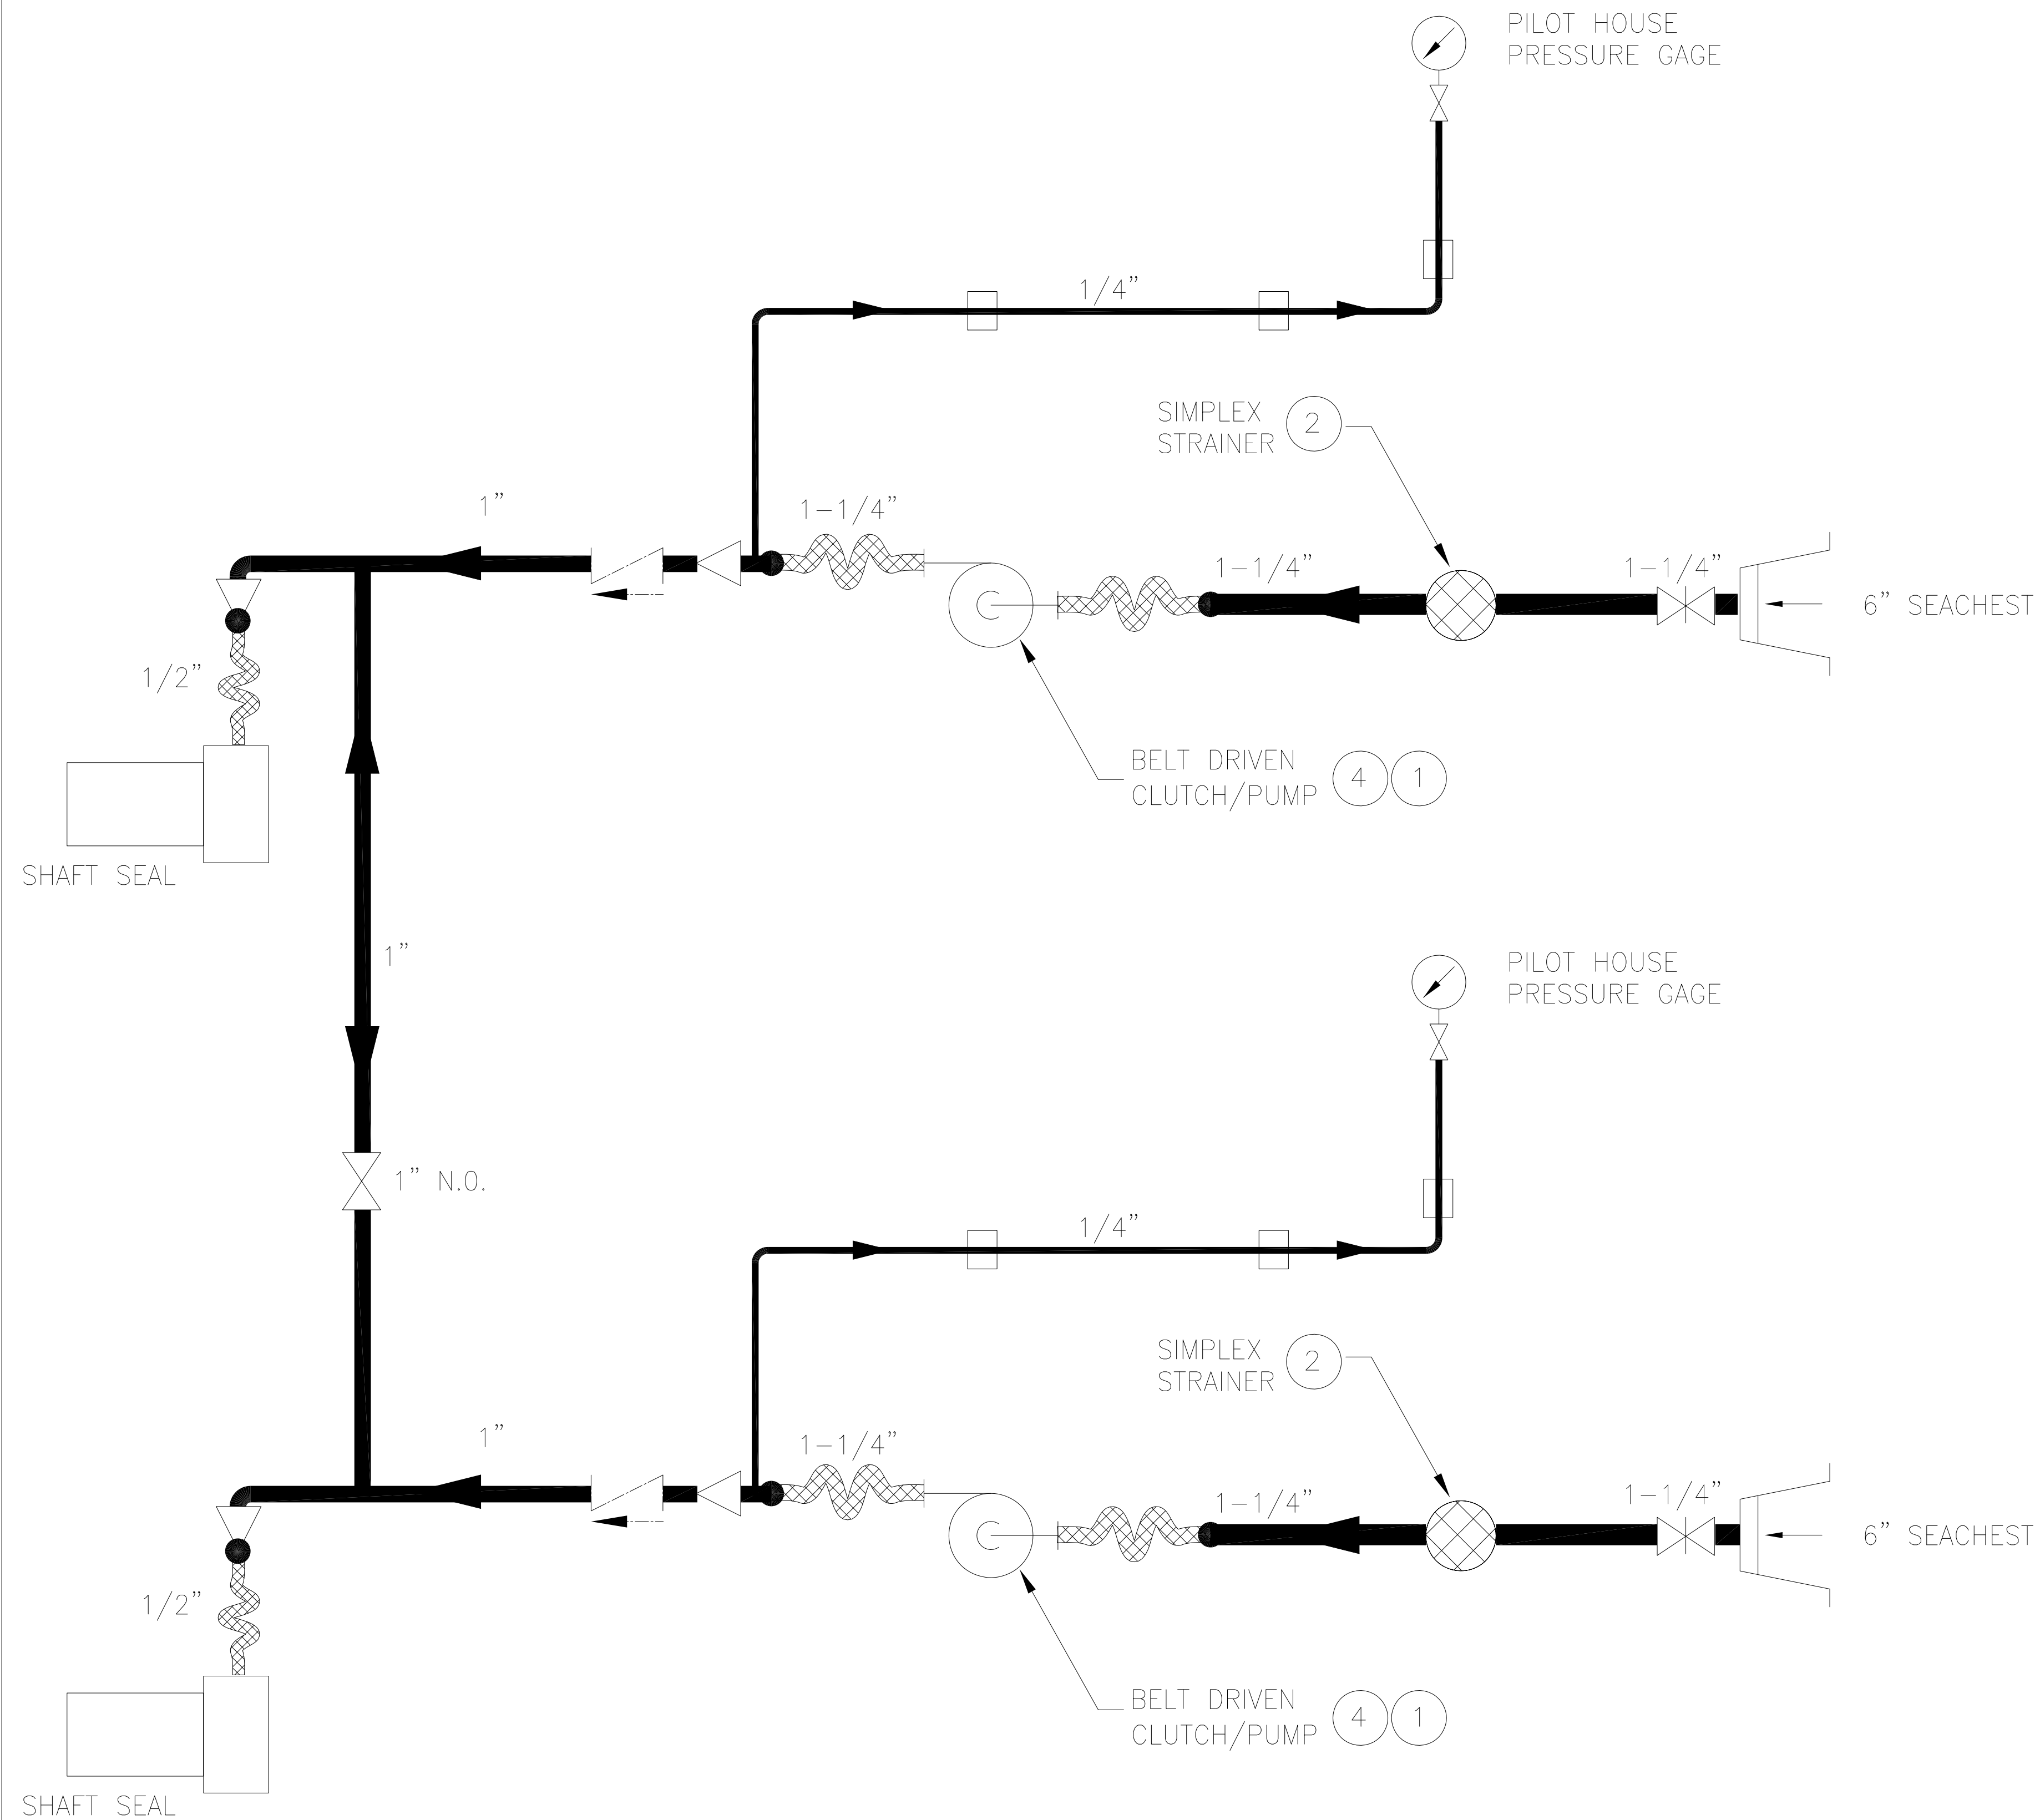 PILOT HOUSE
PRESSURE GAGE
1/4"
SIMPLEX
STRAINER
2
1"
1-1/4"
1-1/4"
1-1/4"
6" SEACHEST
1/2"
BELT DRIVEN
CLUTCH/PUMP
4
1
SHAFT SEAL
1"
PILOT HOUSE
PRESSURE GAGE
1" N.O.
1/4"
SIMPLEX
STRAINER
2
1"
1-1/4"
1-1/4"
1-1/4"
6" SEACHEST
1/2"
BELT DRIVEN
CLUTCH/PUMP
4
1
SHAFT SEAL